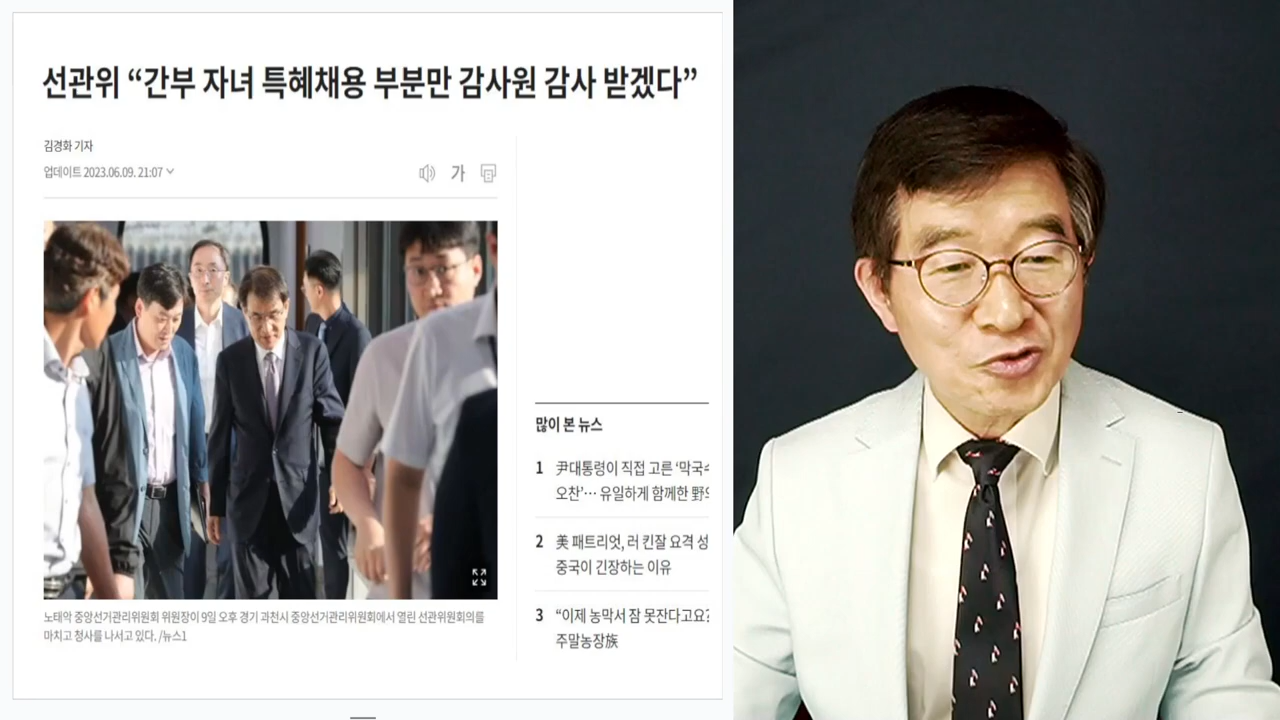 선관위 “간부 자녀 특혜채용 부분만 감사원 감사 받겠다”
김경화 기자
업데이트 2023.06.09. 21:07
가
노태악 중앙선거관리위원회 위원장이 9일 오후 경기 과천시 중앙선거관리위원회에서 열린 선관위원회의를
마치고 청사를 나서고 있다. /뉴스1
많이 본 뉴스
1 尹대통령이 직접 고른 ‘막국
오찬’… 유일하게 함께한 野
2 美 패트리엇, 러 킨잘 요격 성
중국이 긴장하는 이유
3 “이제 농막서 잠 못잔다고요?
주말농장族